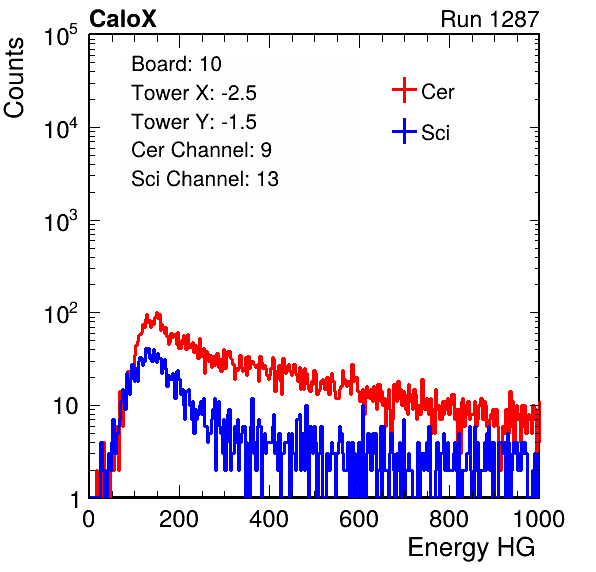 CaloX Run 1287
Counts
Board: 10
Tower X: -2.5
Tower Y: -1.5
Cer Channel: 9
Sci Channel: 13
Cer
Sci
10^5
10^4
10^3
10^2
10
1
0 200 400 600 800 1000
Energy HG